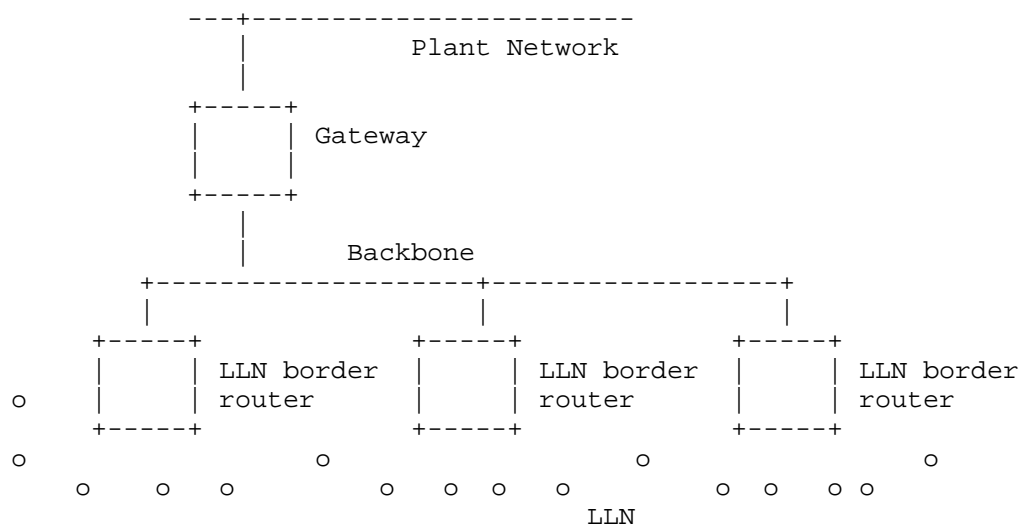 Plant Network
Gateway
Backbone
LLN border LLN border LLN border
router router router
o
o o o o
o o o o o o o o o o o
LLN